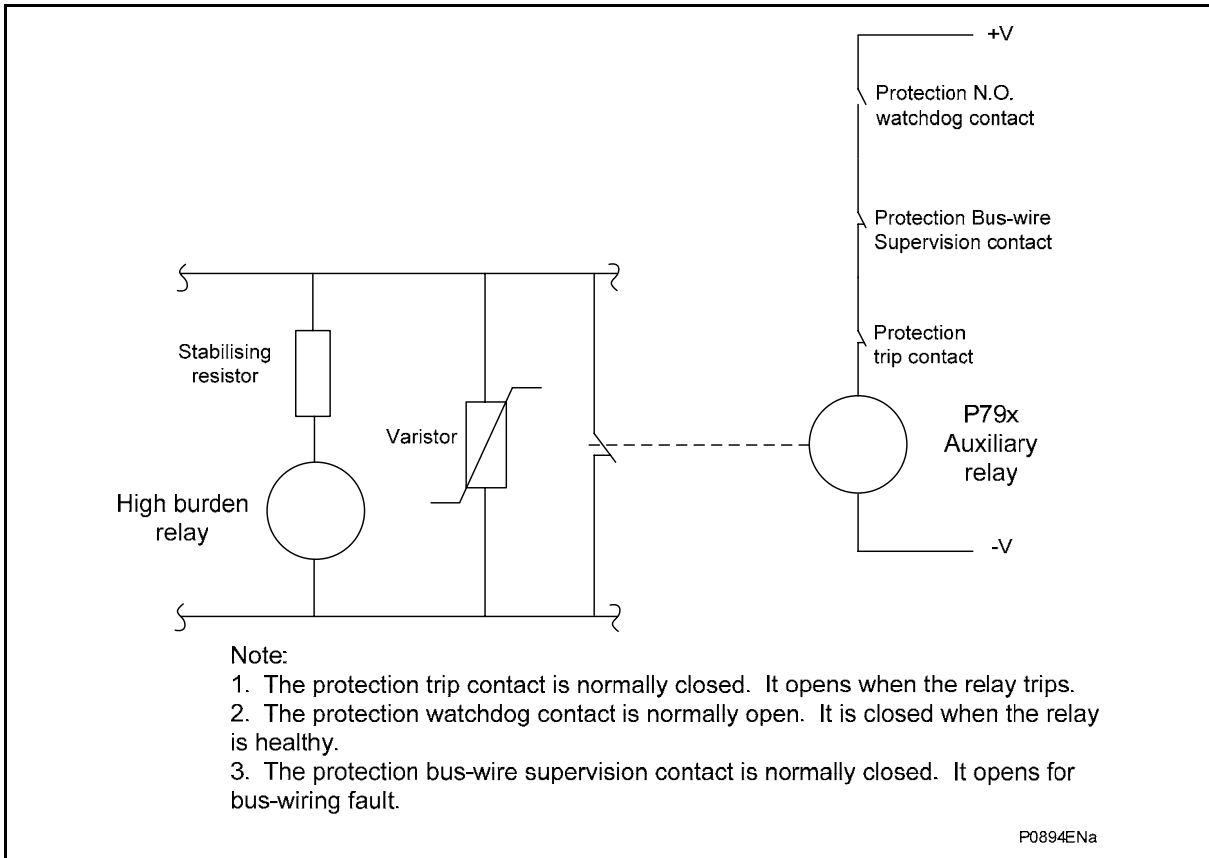 +V
Protection N.O.
watchdog contact
Protection Bus-wire
Supervision contact
Protection
trip contact
Stabilising
resistor
Varistor
P79x
Auxiliary
relay
High burden
relay
-V
Note:
1. The protection trip contact is normally closed. It opens when the relay trips.
2. The protection watchdog contact is normally open. It is closed when the relay
is healthy.
3. The protection bus-wire supervision contact is normally closed. It opens for
bus-wiring fault.
P0894ENa